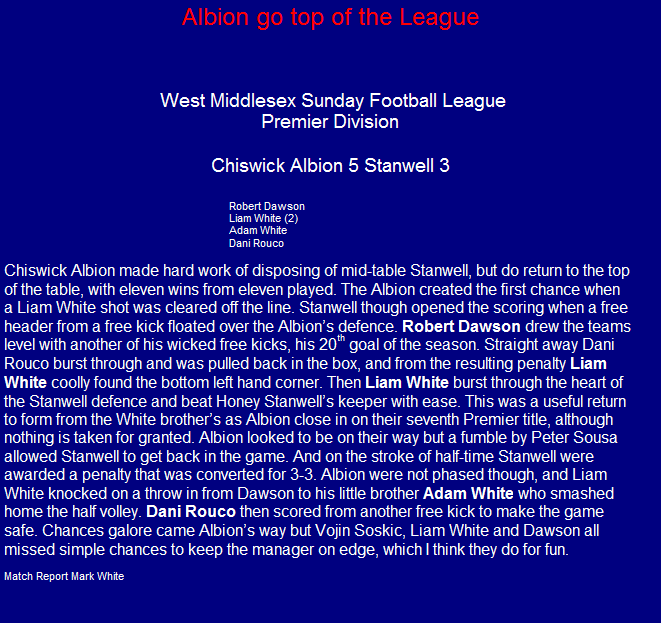 Albion go top of the League
West Middlesex Sunday Football League
Premier Division
Chiswick Albion 5 Stanwell 3
Robert Dawson
Liam White (2)
Adam White
Dani Rouco
Chiswick Albion made hard work of disposing of mid-table Stanwell, but do return to the top
of the table, with eleven wins from eleven played. The Albion created the first chance when
a Liam White shot was cleared off the line. Stanwell though opened the scoring when a free
header from a free kick floated over the Albion's defence. Robert Dawson drew the teams
level with another of his wicked free kicks, his 20th goal of the season. Straight away Dani
Rouco burst through and was pulled back in the box, and from the resulting penalty Liam
White coolly found the bottom left hand corner. Then Liam White burst through the heart of
the Stanwell defence and beat Honey Stanwell's keeper with ease. This was a useful return
to form from the White brother's as Albion close in on their seventh Premier title, although
nothing is taken for granted. Albion looked to be on their way but a fumble by Peter Sousa
allowed Stanwell to get back in the game. And on the stroke of half-time Stanwell were
awarded a penalty that was converted for 3-3. Albion were not phased though, and Liam
White knocked on a throw in from Dawson to his little brother Adam White who smashed
home the half volley. Dani Rouco then scored from another free kick to make the game
safe. Chances galore came Albion's way but Vojin Soskic, Liam White and Dawson all
missed simple chances to keep the manager on edge, which I think they do for fun.
Match Report Mark White